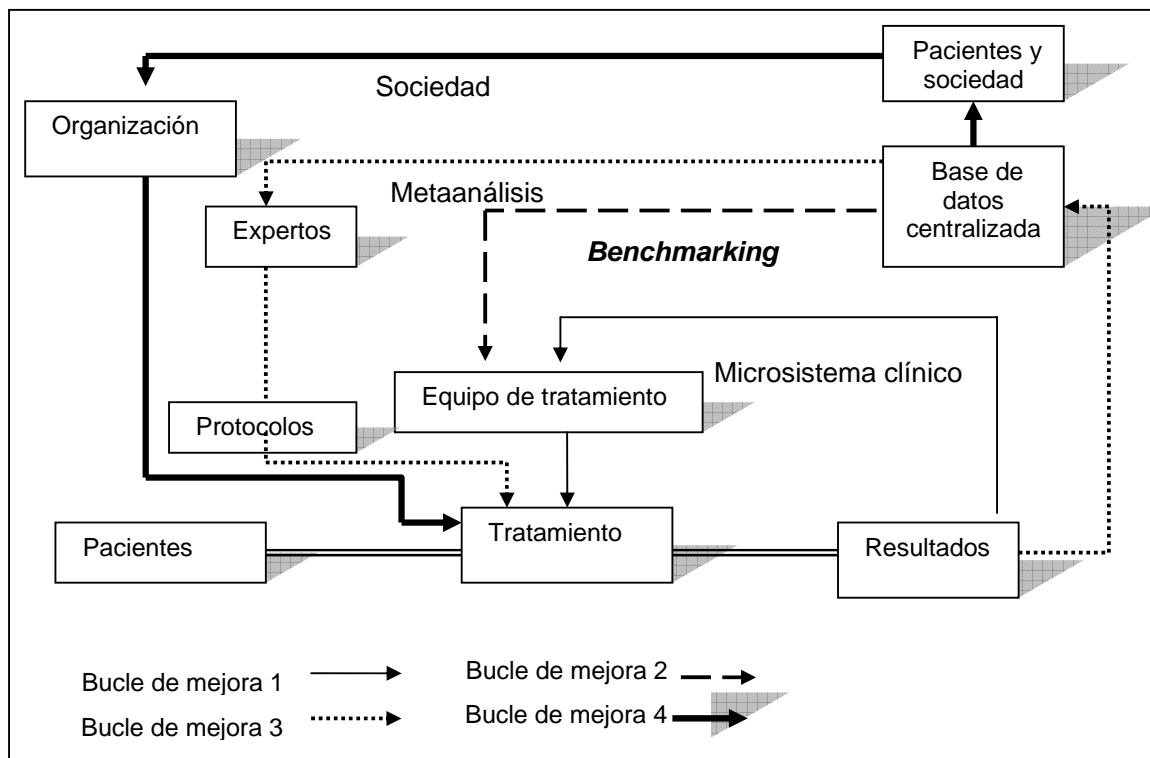 Pacientes y
sociedad
Sociedad
Organización
Base de
datos
centralizada
Metaanálisis
Expertos
Benchmarking
Microsistema clínico
Equipo de tratamiento
Protocolos
Tratamiento
Pacientes
Resultados
Bucle de mejora 1
Bucle de mejora 2
Bucle de mejora 3
Bucle de mejora 4